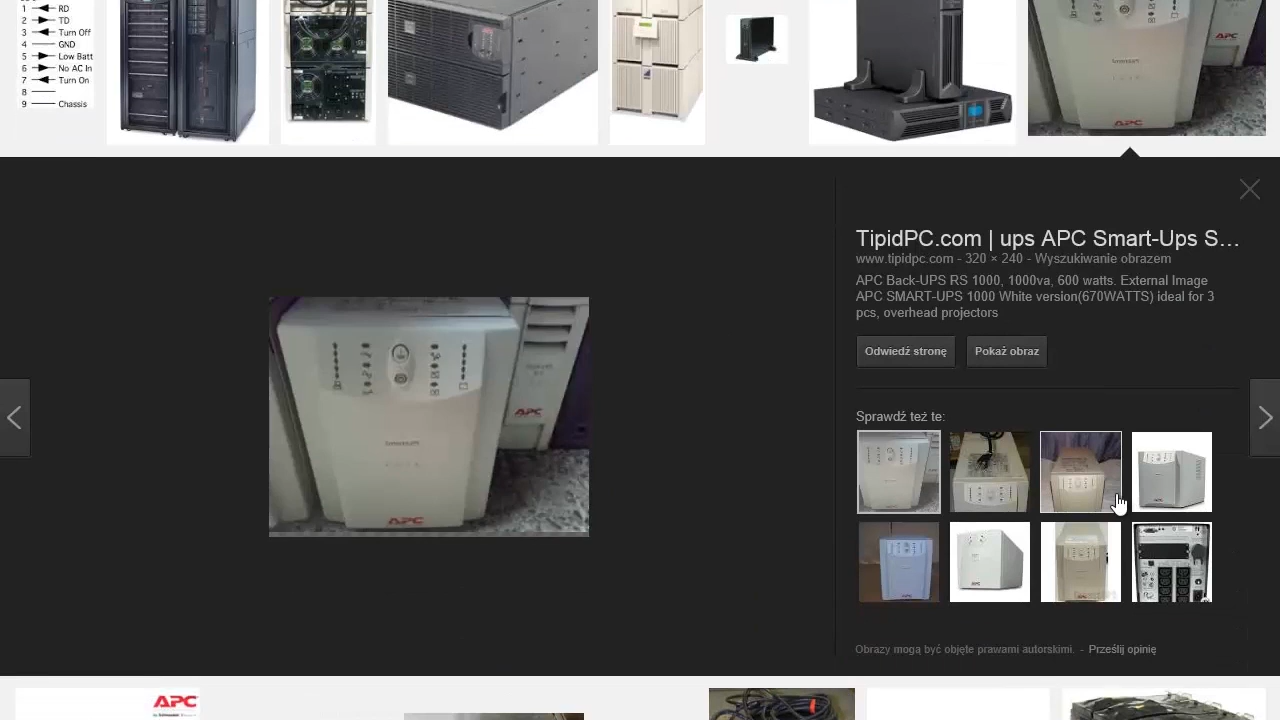 1 RD
2 TD
3 Turn Off
4 GND
5 Low Batt
6 No AC In
7 Turn On
8
9 Chassis
APC
APC
TipidPC.com | ups APC Smart-Ups S...
www.tipidpc.com - 320 × 240 - Wyszukiwanie obrazem
APC Back-UPS RS 1000, 1000va, 600 watts. External Image
APC SMART-UPS 1000 White version(670WATTS) ideal for 3
pcs, overhead projectors
Odwiedź stronę
Pokaż obraz
Sprawdź też te:
APC
APC
Obrazy mogą być objęte prawami autorskimi. - Prześlij opinię
APC